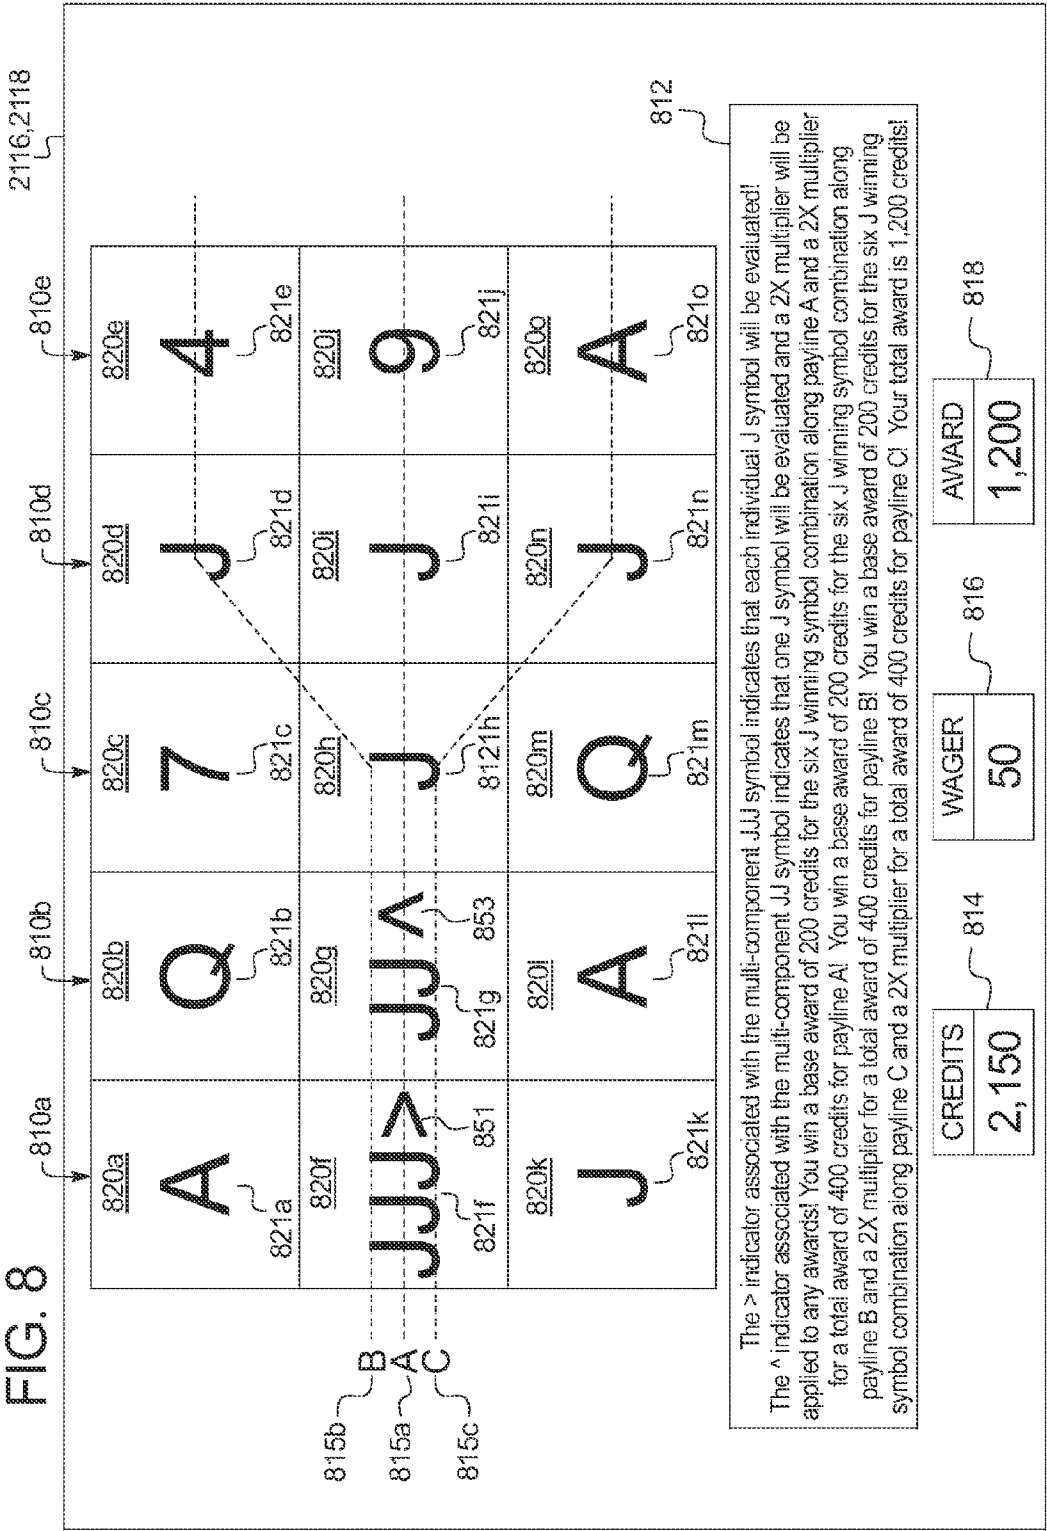 FIG. 8
2116,2118
810a
810b
810c
810d
810e
820a
820b
820c
820d
820e
A
Q
7
J
4
821a
821b
821c
821d
821e
815b
B
815a
A
815c
C
820f
820g
820h
820i
820j
JJJ >
JJ ^
J
J
9
821f
851
821g
853
8121h
821i
821j
820k
820l
820m
820n
820o
J
A
Q
J
A
821k
821l
821m
821n
821o
812
The > indicator associated with the multi-component JJJ symbol indicates that each individual J symbol will be evaluated!
The ^ indicator associated with the multi-component JJ symbol indicates that one J symbol will be evaluated and a 2X multiplier will be
applied to any awards! You win a base award of 200 credits for the six J winning symbol combination along payline A and a 2X multiplier
for a total award of 400 credits for payline A! You win a base award of 200 credits for the six J winning symbol combination along
payline B and a 2X multiplier for a total award of 400 credits for payline B! You win a base award of 200 credits for the six J winning
symbol combination along payline C and a 2X multiplier for a total award of 400 credits for payline C! Your total award is 1,200 credits!
CREDITS
2,150
814
WAGER
50
816
AWARD
1,200
818